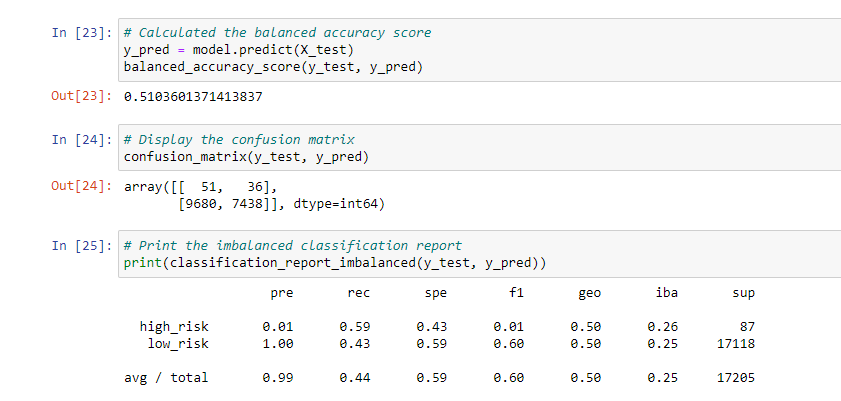 In [23]: # Calculated the balanced accuracy score
y_pred = model.predict(X_test)
balanced_accuracy_score(y_test, y_pred)
Out[23]: 0.5103601371413837
In [24]: # Display the confusion matrix
confusion_matrix(y_test, y_pred)
Out[24]: array([[  51,   36],
       [9680, 7438]], dtype=int64)
In [25]: # Print the imbalanced classification report
print(classification_report_imbalanced(y_test, y_pred))
pre rec spe f1 geo iba sup
high_risk 0.01 0.59 0.43 0.01 0.50 0.26 87
low_risk 1.00 0.43 0.59 0.60 0.50 0.25 17118
avg / total 0.99 0.44 0.59 0.60 0.50 0.25 17205